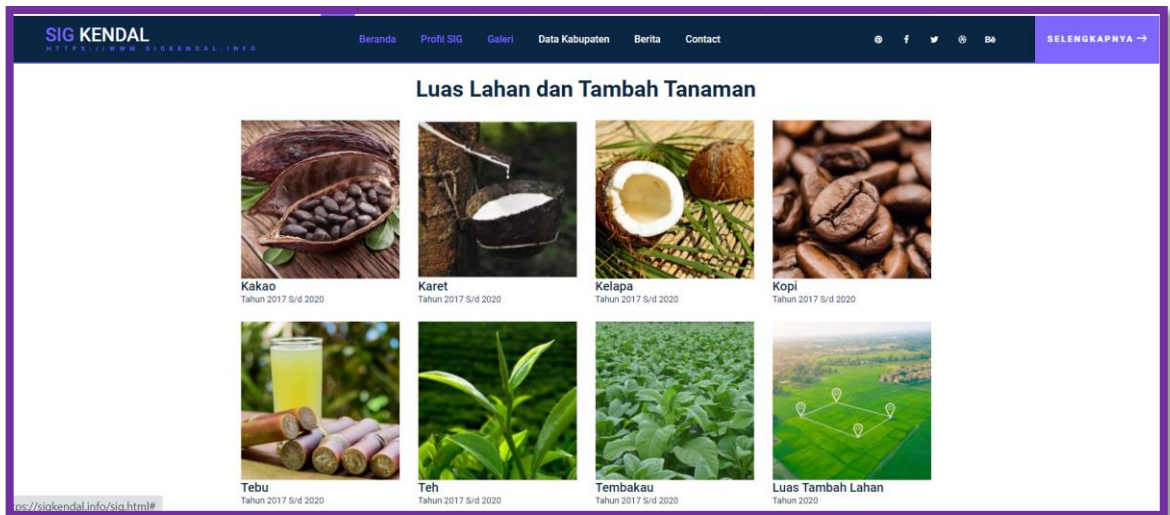 SIG KENDAL
HTTPS://WWW.SIGKENDAL.INFO
Beranda Profil SIG Galeri Data Kabupaten Berita Contact
Bē
SELENGKAPNYA →
Luas Lahan dan Tambah Tanaman
Kakao
Tahun 2017 S/d 2020
Karet
Tahun 2017 S/d 2020
Kelapa
Tahun 2017 S/d 2020
Kopi
Tahun 2017 S/d 2020
Tebu
Tahun 2017 S/d 2020
Teh
Tahun 2017 S/d 2020
Tembakau
Tahun 2017 S/d 2020
Luas Tambah Lahan
Tahun 2020
ps://sigkendal.info/sig.html#